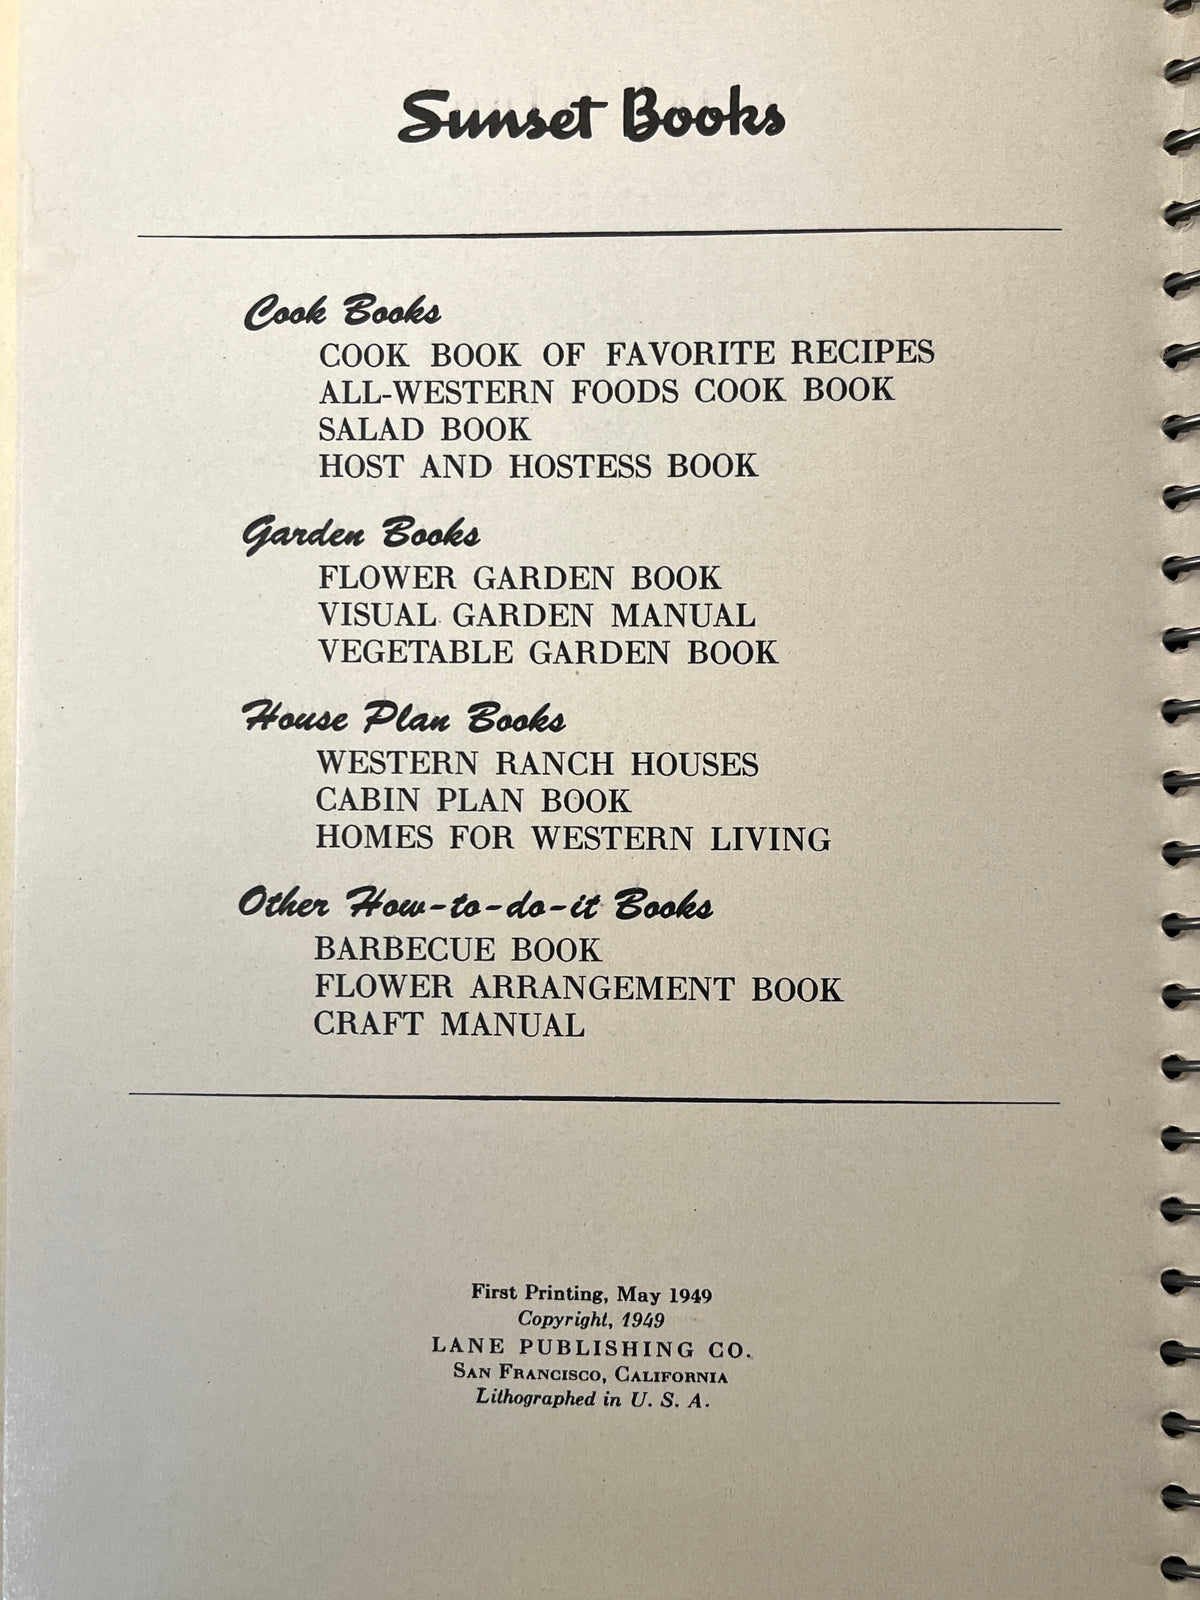 Sunset Books
Cook Books
COOK BOOK OF FAVORITE RECIPES
ALL-WESTERN FOODS COOK BOOK
SALAD BOOK
HOST AND HOSTESS BOOK
Garden Books
FLOWER GARDEN BOOK
VISUAL GARDEN MANUAL
VEGETABLE GARDEN BOOK
House Plan Books
WESTERN RANCH HOUSES
CABIN PLAN BOOK
HOMES FOR WESTERN LIVING
Other How-to-do-it Books
BARBECUE BOOK
FLOWER ARRANGEMENT BOOK
CRAFT MANUAL
First Printing, May 1949
Copyright, 1949
LANE PUBLISHING CO.
SAN FRANCISCO, CALIFORNIA
Lithographed in U. S. A.